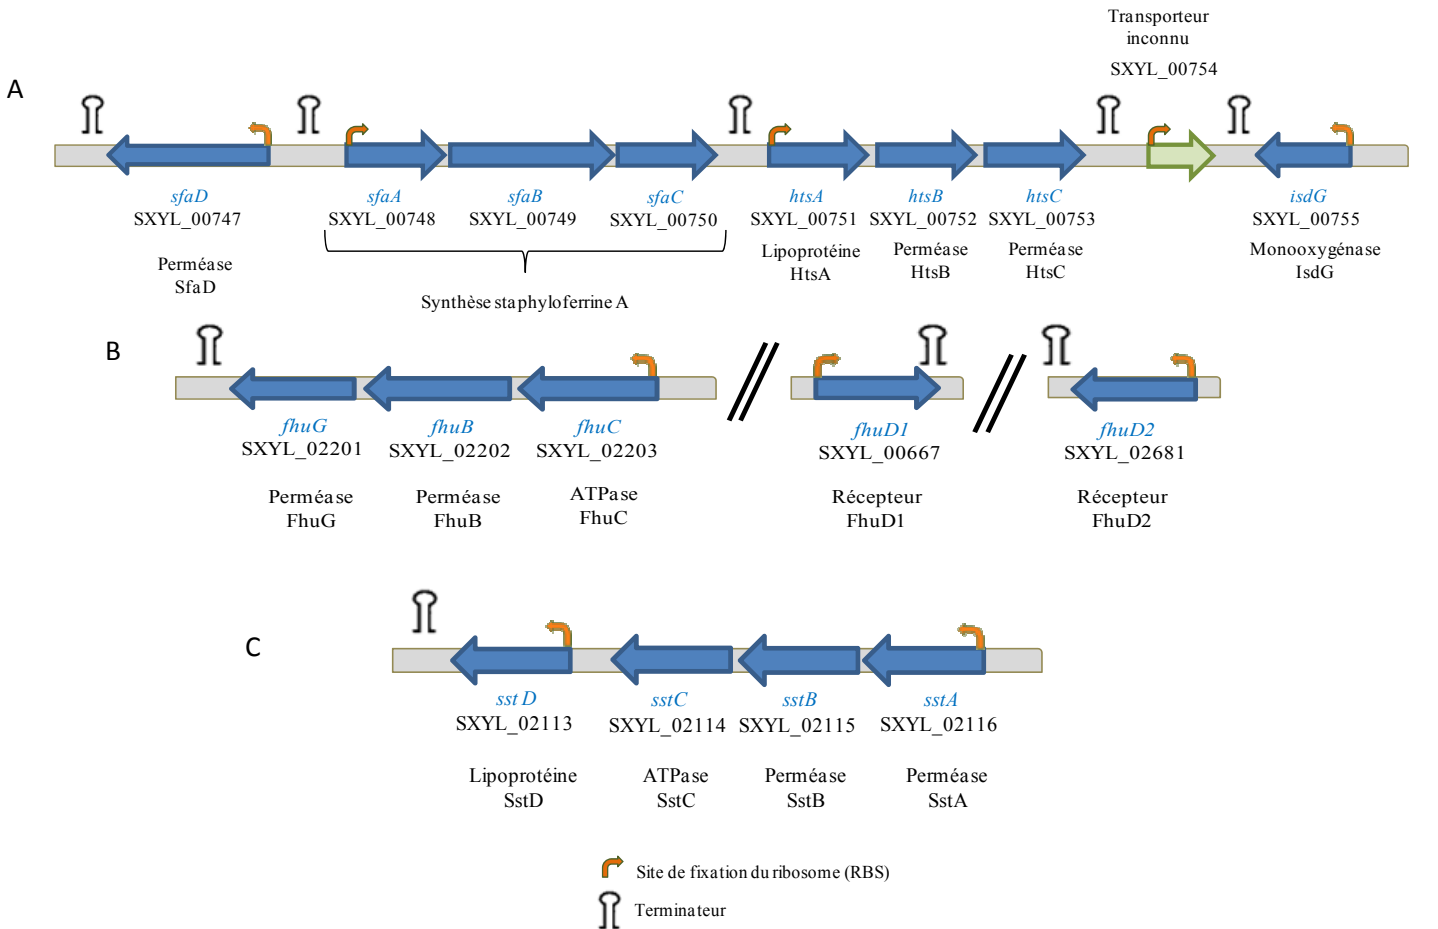 Transporteur
inconnu
SXYL_00754
A
sfaD sfaA sfaB sfaC htsA htsB htsC isdG
SXYL_00747 SXYL_00748 SXYL_00749 SXYL_00750 SXYL_00751 SXYL_00752 SXYL_00753 SXYL_00755
Perméase Lipoprotéine Perméase Perméase Monooxygénase
SfaD HtsA HtsB HtsC IsdG
Synthèse staphyloferrine A
B
fhuG fhuB fhuC fhuD1 fhuD2
SXYL_02201 SXYL_02202 SXYL_02203 SXYL_00667 SXYL_02681
Perméase Perméase ATPase Récepteur Récepteur
FhuG FhuB FhuC FhuD1 FhuD2
C
sst D sstC sstB sstA
SXYL_02113 SXYL_02114 SXYL_02115 SXYL_02116
Lipoprotéine ATPase Perméase Perméase
SstD SstC SstB SstA
Site de fixation du ribosome (RBS)
Terminateur